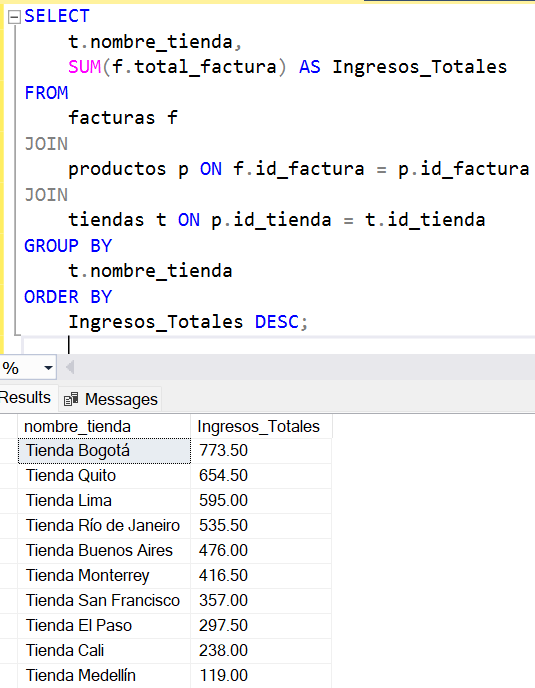 SELECT
t.nombre_tienda,
SUM(f.total_factura) AS Ingresos_Totales
FROM
facturas f
JOIN
productos p ON f.id_factura = p.id_factura
JOIN
tiendas t ON p.id_tienda = t.id_tienda
GROUP BY
t.nombre_tienda
ORDER BY
Ingresos_Totales DESC;
%
Results Messages
nombre_tienda Ingresos_Totales
Tienda Bogotá 773.50
Tienda Quito 654.50
Tienda Lima 595.00
Tienda Río de Janeiro 535.50
Tienda Buenos Aires 476.00
Tienda Monterrey 416.50
Tienda San Francisco 357.00
Tienda El Paso 297.50
Tienda Cali 238.00
Tienda Medellín 119.00